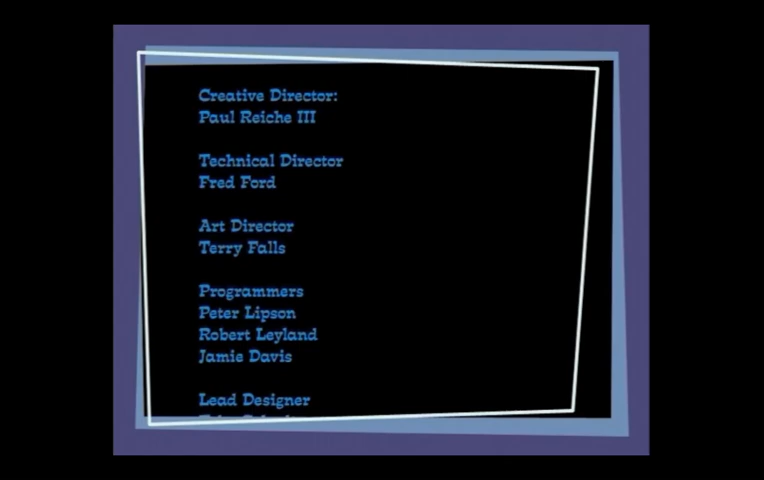 Creative Director:
Paul Reiche III
Technical Director
Fred Ford
Art Director
Terry Falls
Programmers
Peter Lipson
Robert Leyland
Jamie Davis
Lead Designer